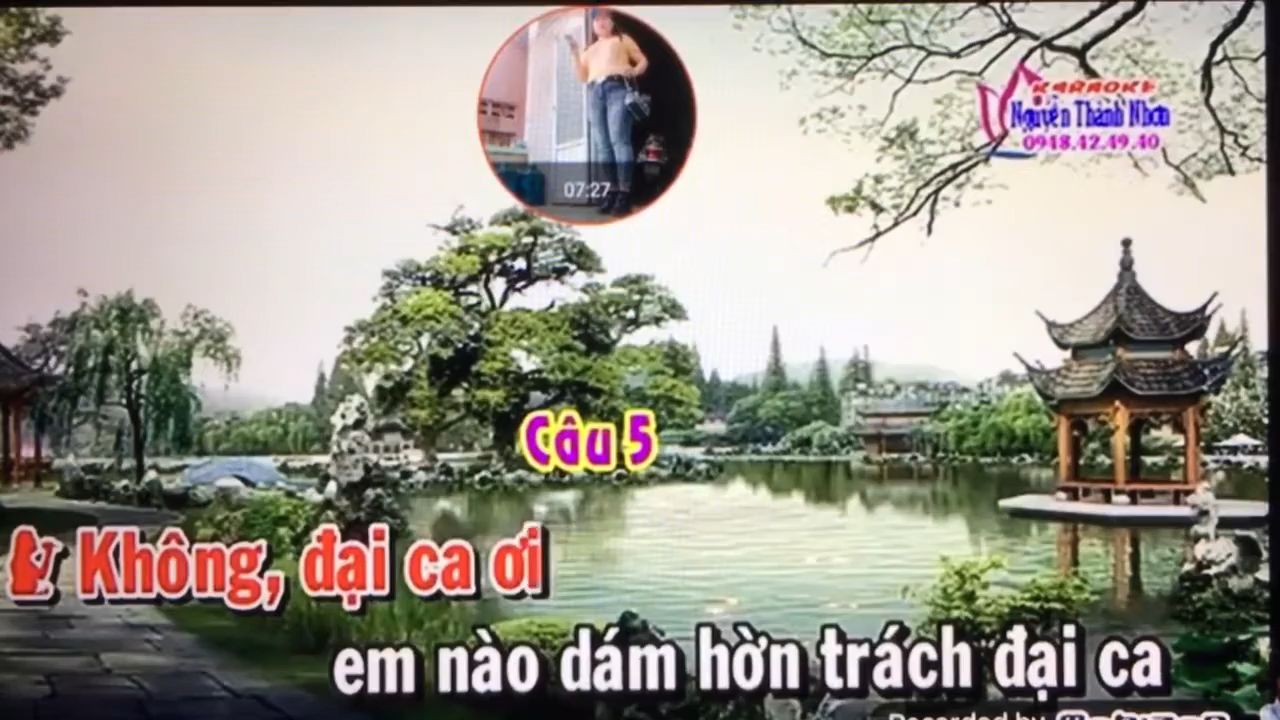 07:27
KARAOKE
Nguyễn Thành Nhơn
0948.42.49.40
Câu 5
Không, đại ca ơi
em nào dám hờn trách đại ca
Recorded by